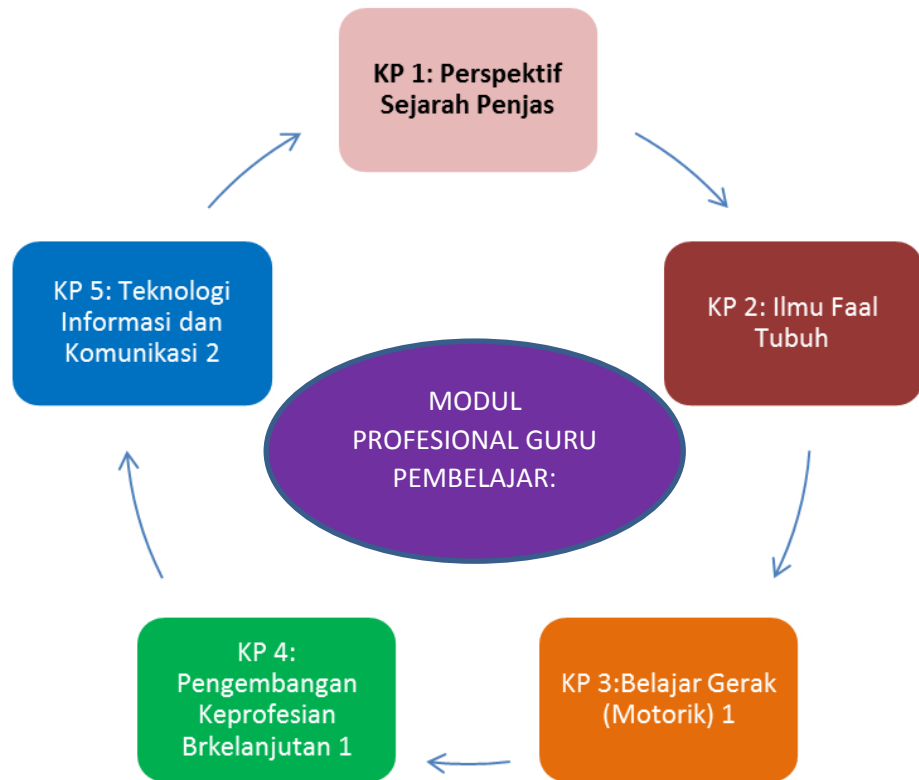 KP 1: Perspektif
Sejarah Penjas
KP 2: Ilmu Faal
Tubuh
KP 3:Belajar Gerak
(Motorik) 1
KP 4:
Pengembangan
Keprofesian
Brkelanjutan 1
KP 5: Teknologi
Informasi dan
Komunikasi 2
MODUL
PROFESIONAL GURU
PEMBELAJAR: